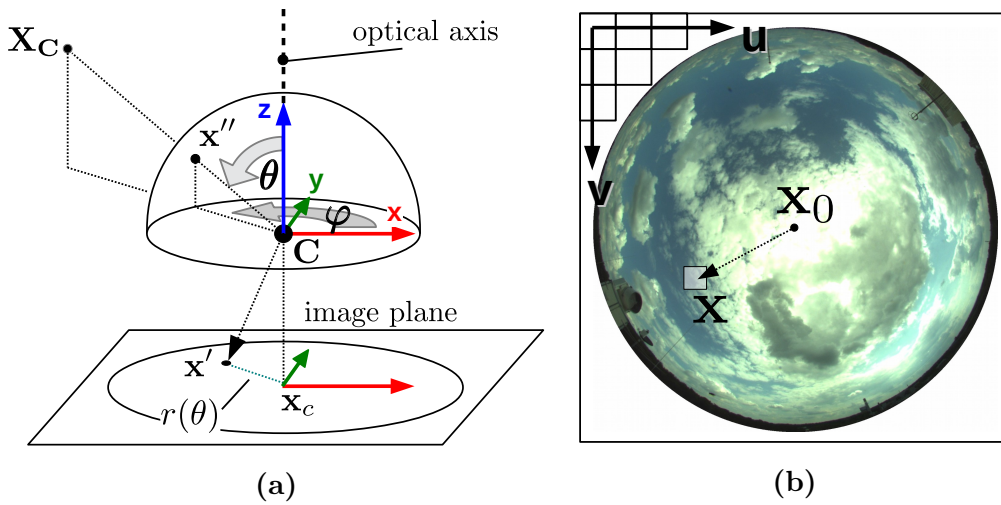 X_C
optical axis
z
x''
θ
y
φ
x
C
image plane
x'
r(θ)
x_c
(a)
u
v
x_0
x
(b)